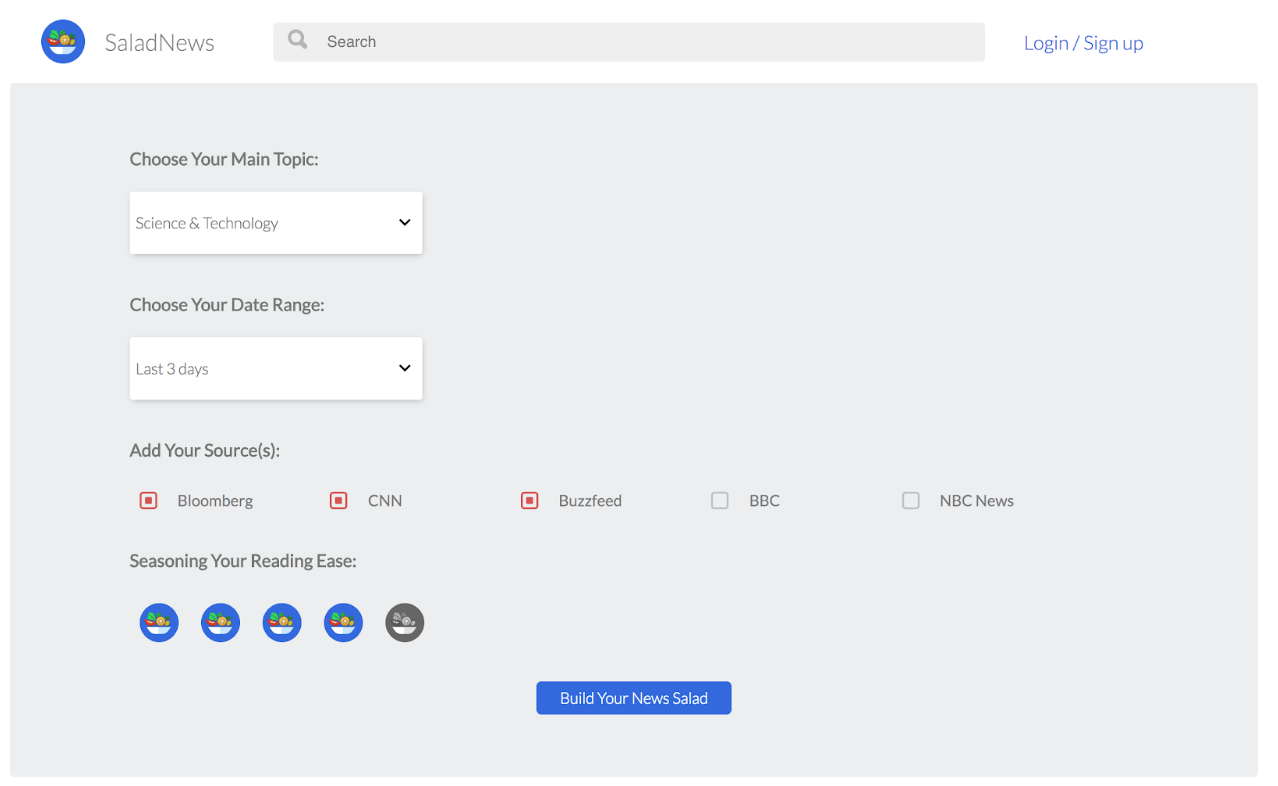 SaladNews
Search
Login / Sign up
Choose Your Main Topic:
Science & Technology
Choose Your Date Range:
Last 3 days
Add Your Source(s):
Bloomberg CNN Buzzfeed BBC NBC News
Seasoning Your Reading Ease:
Build Your News Salad